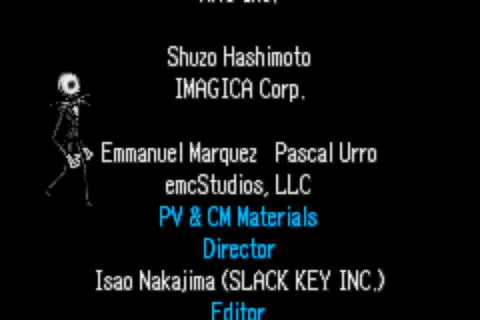 Shuzo Hashimoto
IMAGICA Corp.
Emmanuel Marquez Pascal Urro
emcStudios, LLC
PV & CM Materials
Director
Isao Nakajima (SLACK KEY INC.)
Editor